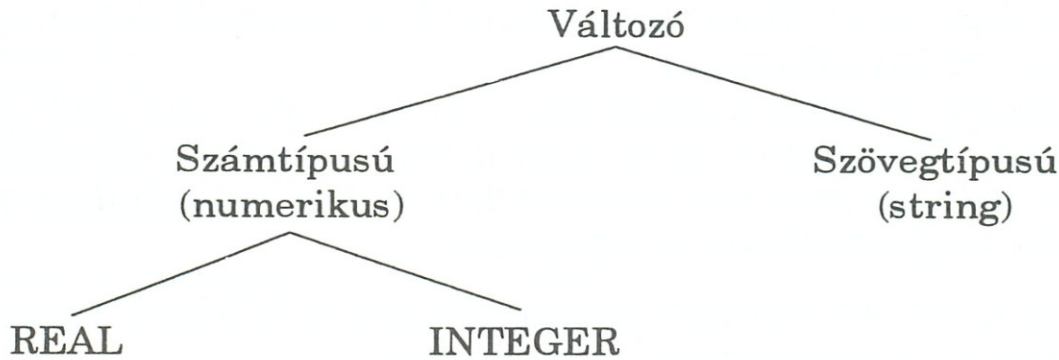 Változó
Számtípusú
(numerikus)
Szövegtípusú
(string)
REAL
INTEGER